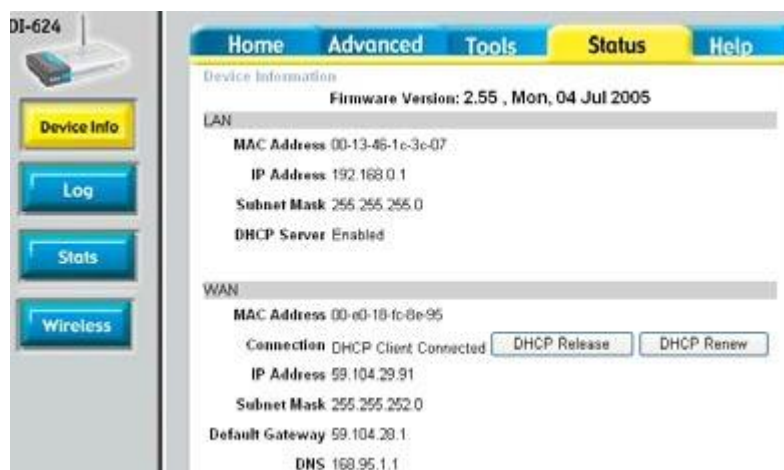 DI-624
Home Advanced Tools Status Help
Device Info
Log
Stats
Wireless
Device Information
Firmware Version: 2.55 , Mon, 04 Jul 2005
LAN
MAC Address 00-13-46-1c-3c-07
IP Address 192.168.0.1
Subnet Mask 255.255.255.0
DHCP Server Enabled
WAN
MAC Address 00-e0-18-fc-8e-95
Connection DHCP Client Connected DHCP Release DHCP Renew
IP Address 59.104.29.91
Subnet Mask 255.255.252.0
Default Gateway 59.104.28.1
DNS 168.95.1.1